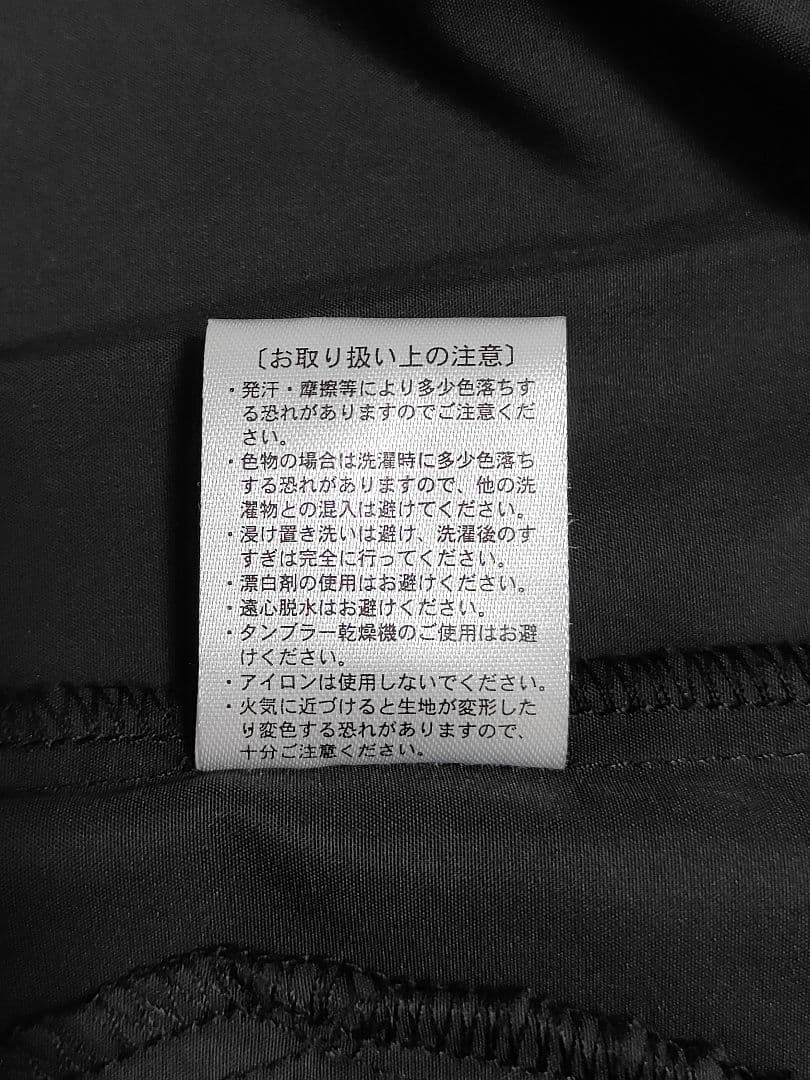 〔お取り扱い上の注意〕
・発汗・摩擦等により多少色落ちす
る恐れがありますのでご注意くだ
さい。
・色物の場合は洗濯時に多少色落ち
する恐れがありますので、他の洗
濯物との混入は避けてください。
・浸け置き洗いは避け、洗濯後のす
すぎは完全に行ってください。
・漂白剤の使用はお避けください。
・遠心脱水はお避けください。
・タンブラー乾燥機のご使用はお避
けください。
・アイロンは使用しないでください。
・火気に近づけると生地が変形した
り変色する恐れがありますので、
十分ご注意ください。